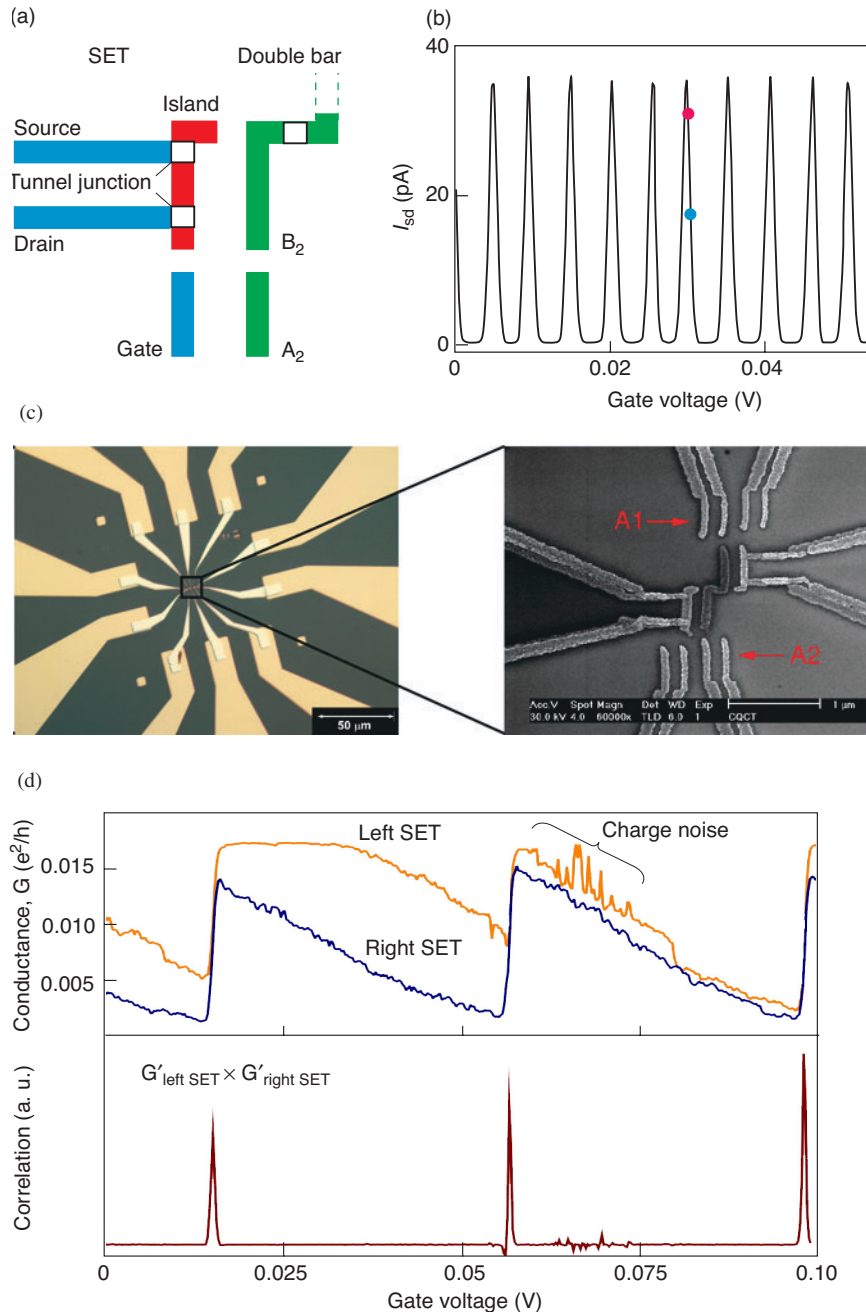 (a)
SET
Double bar
Island
Source
Tunnel junction
Drain
B₂
Gate
A₂
(b)
40
20
0
I_sd (pA)
0
0.02
0.04
Gate voltage (V)
(c)
50 μm
A1
A2
Acc.V Spot Magn Det WD Exp
30.0 kV 4.0 60000x TLD 6.0 1 CQCT
1 μm
(d)
Conductance, G (e²/h)
0.015
0.010
0.005
Left SET
Charge noise
Right SET
Correlation (a. u.)
G′left SET × G′right SET
0
0.025
0.05
0.075
0.10
Gate voltage (V)